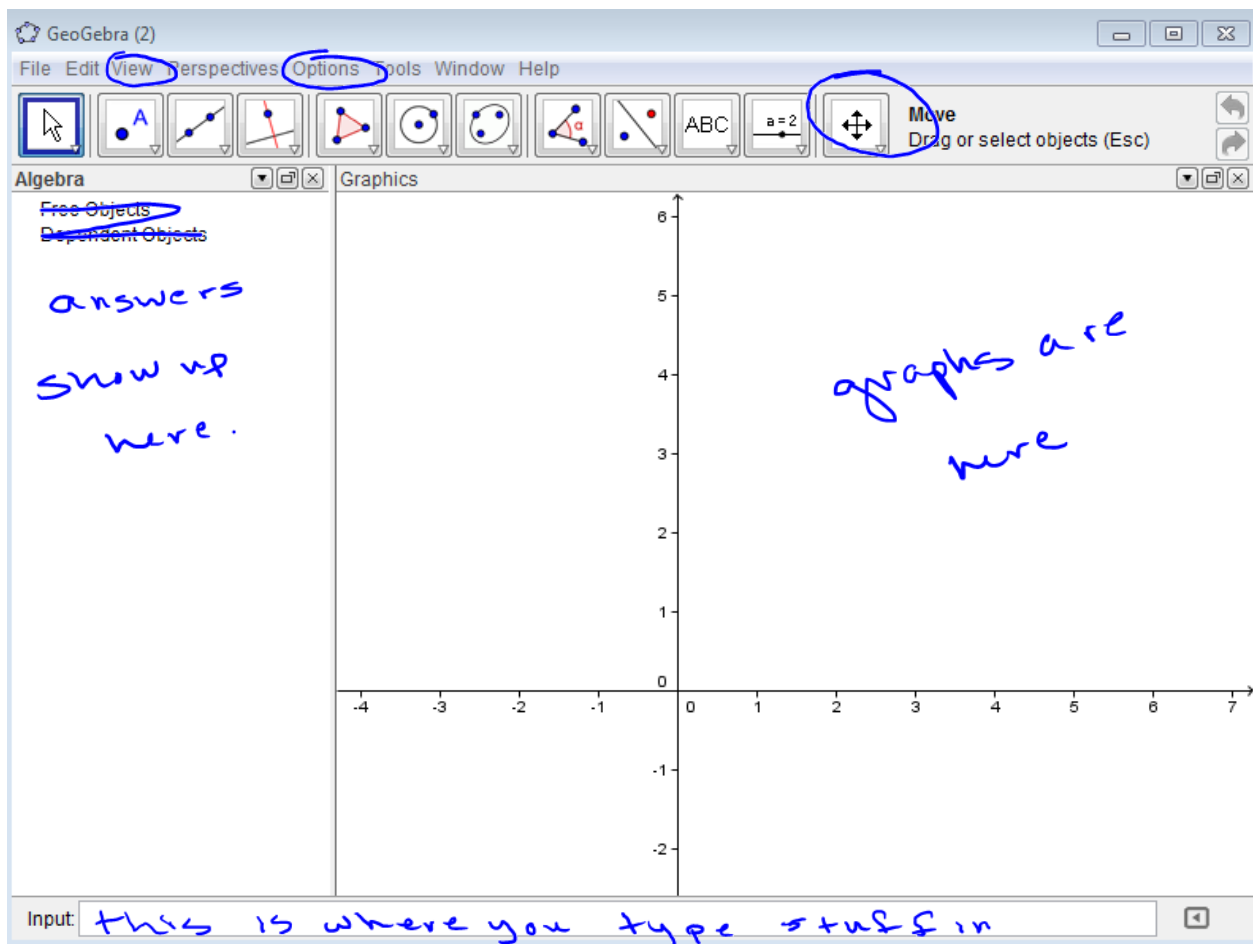 GeoGebra (2)
File Edit View Perspectives Options Tools Window Help
A
α
ABC
a=2
Move
Drag or select objects (Esc)
Algebra
Graphics
Free Objects
Dependent Objects
answers
show up
here.
graphs are
here
6
5
4
3
2
1
0
-4 -3 -2 -1 0 1 2 3 4 5 6 7
-1
-2
Input: this is where you type stuff in